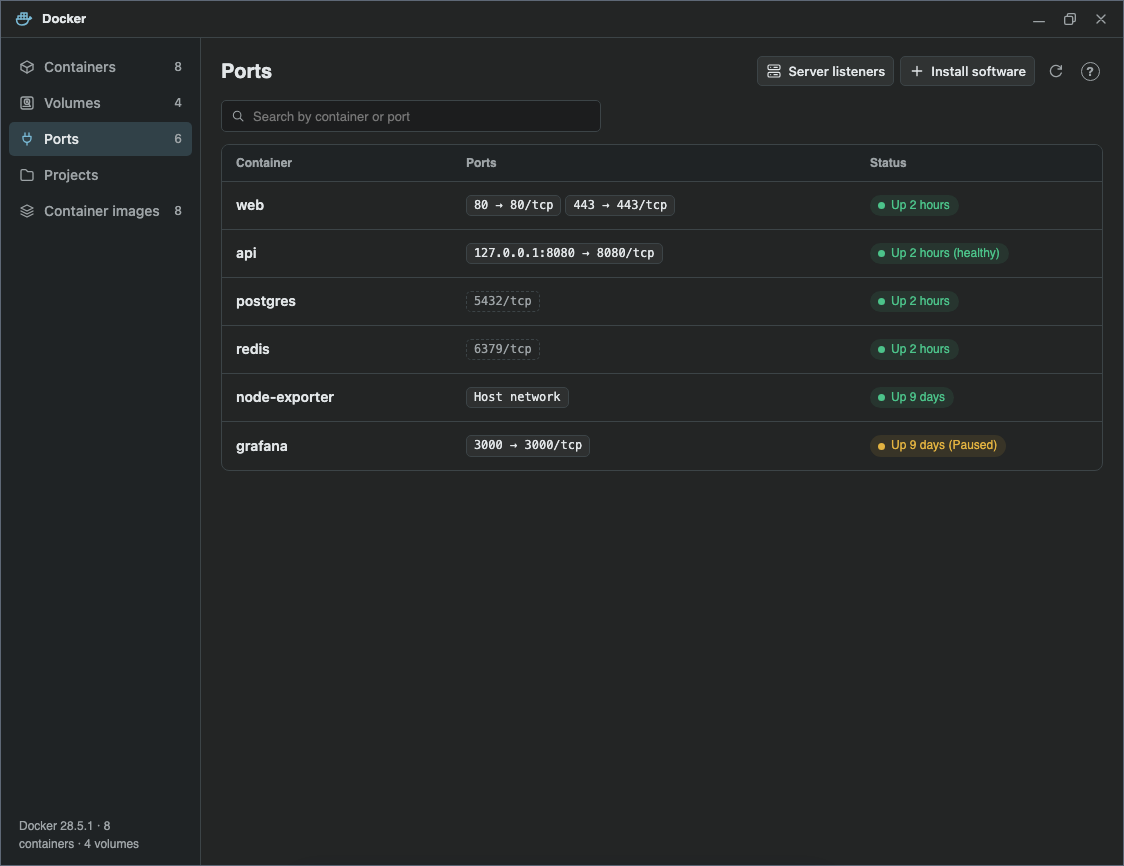 Docker
Containers 8
Volumes 4
Ports 6
Projects
Container images 8
Docker 28.5.1 · 8
containers · 4 volumes
Ports
Server listeners
Install software
?
Search by container or port
Container Ports Status
web 80 → 80/tcp 443 → 443/tcp Up 2 hours
api 127.0.0.1:8080 → 8080/tcp Up 2 hours (healthy)
postgres 5432/tcp Up 2 hours
redis 6379/tcp Up 2 hours
node-exporter Host network Up 9 days
grafana 3000 → 3000/tcp Up 9 days (Paused)